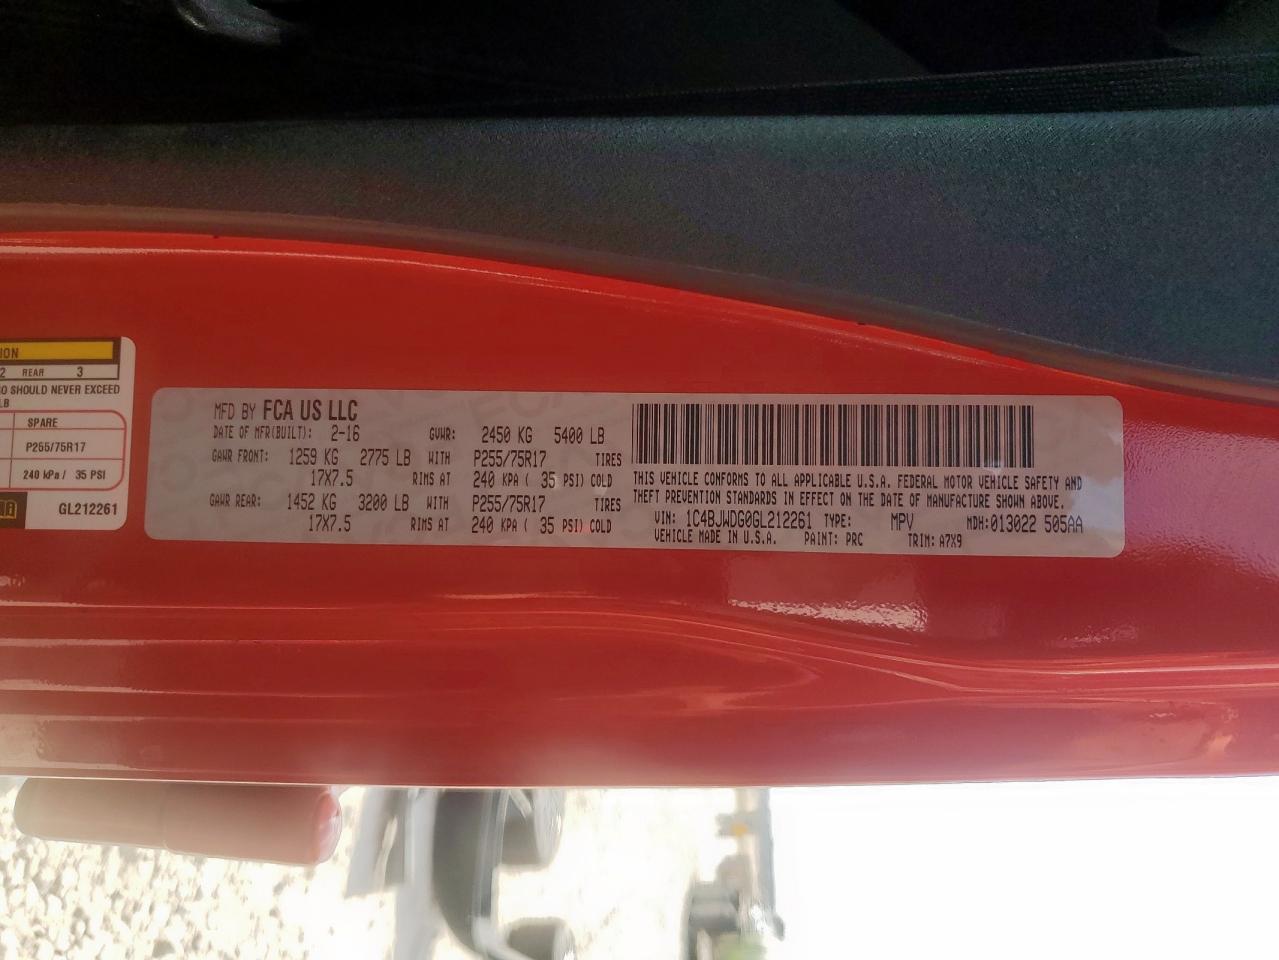 ION
2 REAR 3
O SHOULD NEVER EXCEED
LB
SPARE
P255/75R17
240 kPa / 35 PSI
GL212261
MFD BY FCA US LLC
DATE OF MFR(BUILT): 2-16 GVWR: 2450 KG 5400 LB
GAWR FRONT: 1259 KG 2775 LB WITH P255/75R17 TIRES
17X7.5 RIMS AT 240 KPA ( 35 PSI) COLD
GAWR REAR: 1452 KG 3200 LB WITH P255/75R17 TIRES
17X7.5 RIMS AT 240 KPA ( 35 PSI) COLD
THIS VEHICLE CONFORMS TO ALL APPLICABLE U.S.A. FEDERAL MOTOR VEHICLE SAFETY AND
THEFT PREVENTION STANDARDS IN EFFECT ON THE DATE OF MANUFACTURE SHOWN ABOVE.
VIN: 1C4BJWDG0GL212261 TYPE: MPV MDH:013022 505AA
VEHICLE MADE IN U.S.A. PAINT: PRC TRIM: A7X9